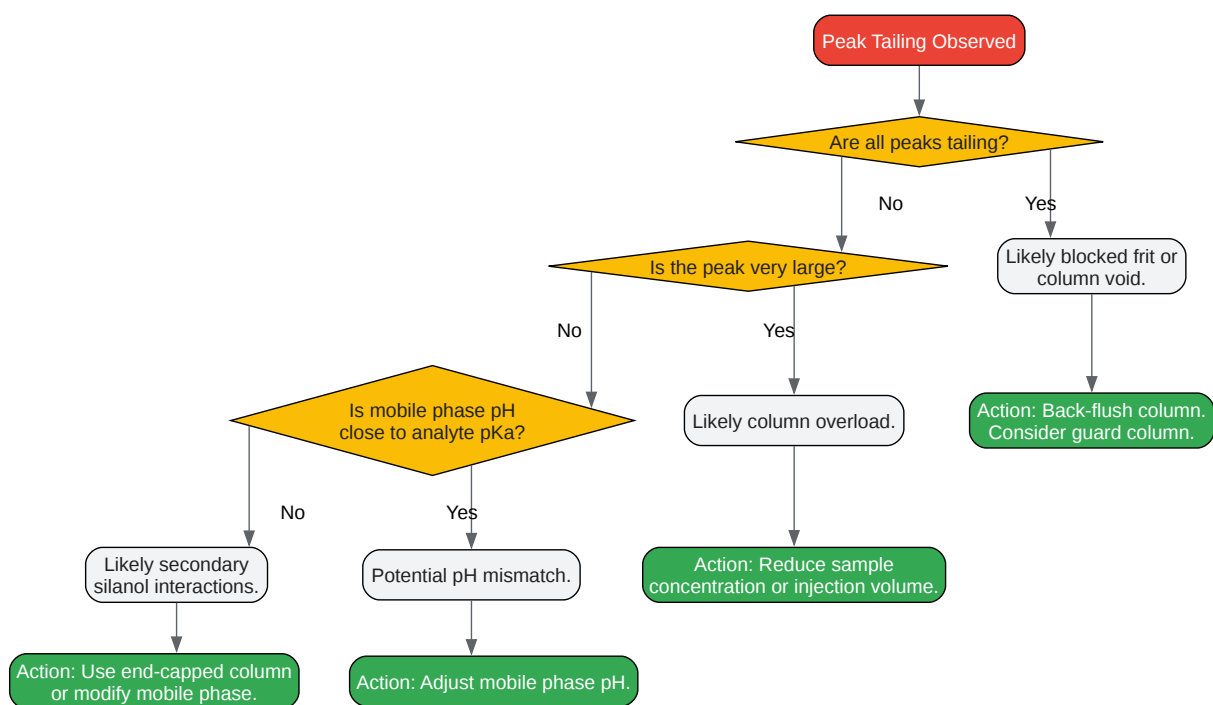 Peak Tailing Observed
Are all peaks tailing?
No
Yes
Is the peak very large?
Likely blocked frit or
column void.
No
Yes
Is mobile phase pH
close to analyte pKa?
Likely column overload.
Action: Back-flush column.
Consider guard column.
No
Yes
Likely secondary
silanol interactions.
Potential pH mismatch.
Action: Reduce sample
concentration or injection volume.
Action: Use end-capped column
or modify mobile phase.
Action: Adjust mobile phase pH.